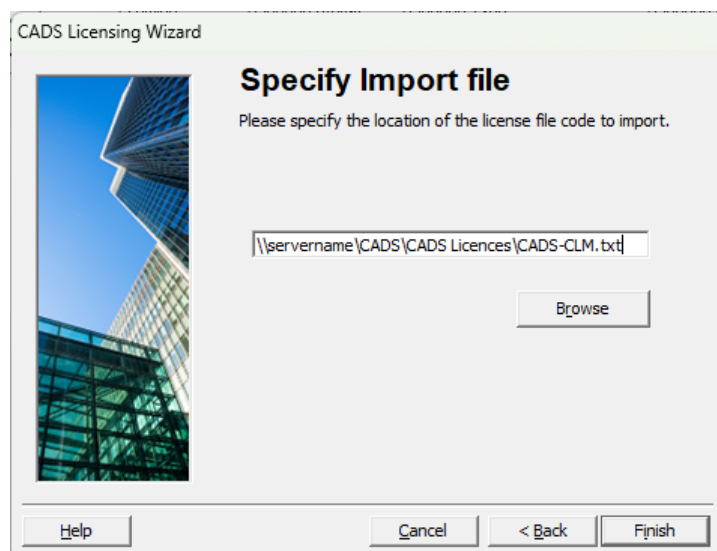 CADS Licensing Wizard
Specify Import file
Please specify the location of the license file code to import.
\\servername\CADS\CADS Licences\CADS-CLM.txt
Browse
Help
Cancel
< Back
Finish